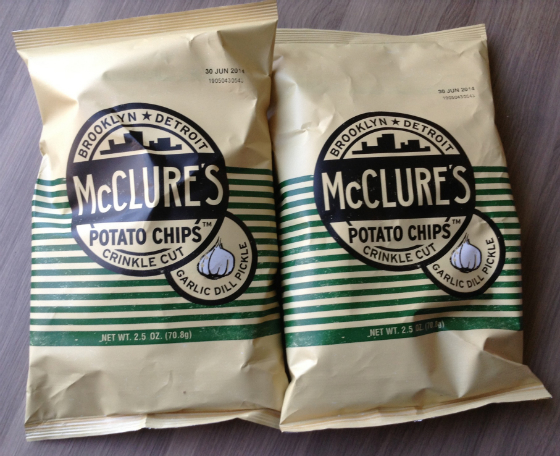 30 JUN 2014
BROOKLYN ★ DETROIT
McCLURE'S
POTATO CHIPS™
CRINKLE CUT
GARLIC DILL PICKLE
NET WT. 2.5 OZ. (70.8g)
30 JUN 2014
BROOKLYN ★ DETROIT
McCLURE'S
POTATO CHIPS™
CRINKLE CUT
GARLIC DILL PICKLE
NET WT. 2.5 OZ. (70.8g)